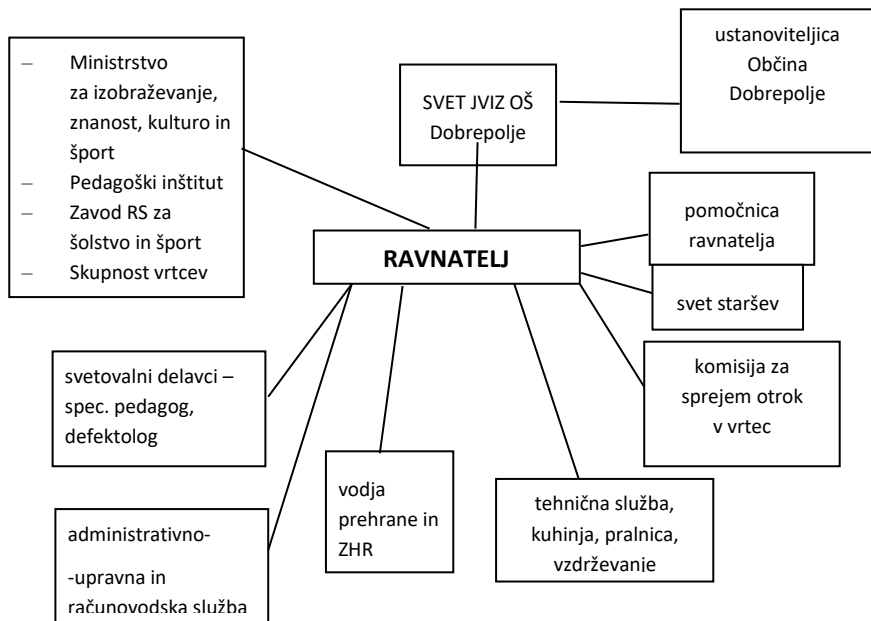 – Ministrstvo
za izobraževanje,
znanost, kulturo in
šport
– Pedagoški inštitut
– Zavod RS za
šolstvo in šport
– Skupnost vrtcev
SVET JVIZ OŠ
Dobrepolje
ustanoviteljica
Občina
Dobrepolje
pomočnica
ravnatelja
RAVNATELJ
svet staršev
svetovalni delavci –
spec. pedagog,
defektolog
komisija za
sprejem otrok
v vrtec
vodja
prehrane in
ZHR
tehnična služba,
kuhinja, pralnica,
vzdrževanje
administrativno-
-upravna in
računovodska služba